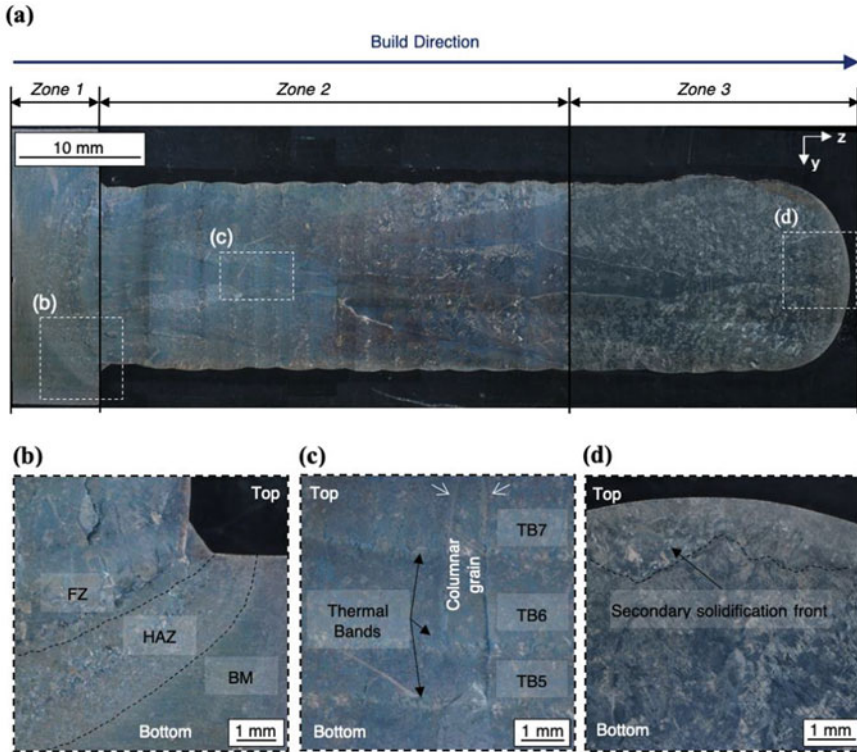 (a)
Build Direction
Zone 1
Zone 2
Zone 3
10 mm
z
y
(b)
(c)
(d)
(b)
Top
FZ
HAZ
BM
Bottom
1 mm
(c)
Top
TB7
Columnar
grain
Thermal
Bands
TB6
TB5
Bottom
1 mm
(d)
Top
Secondary solidification front
Bottom
1 mm